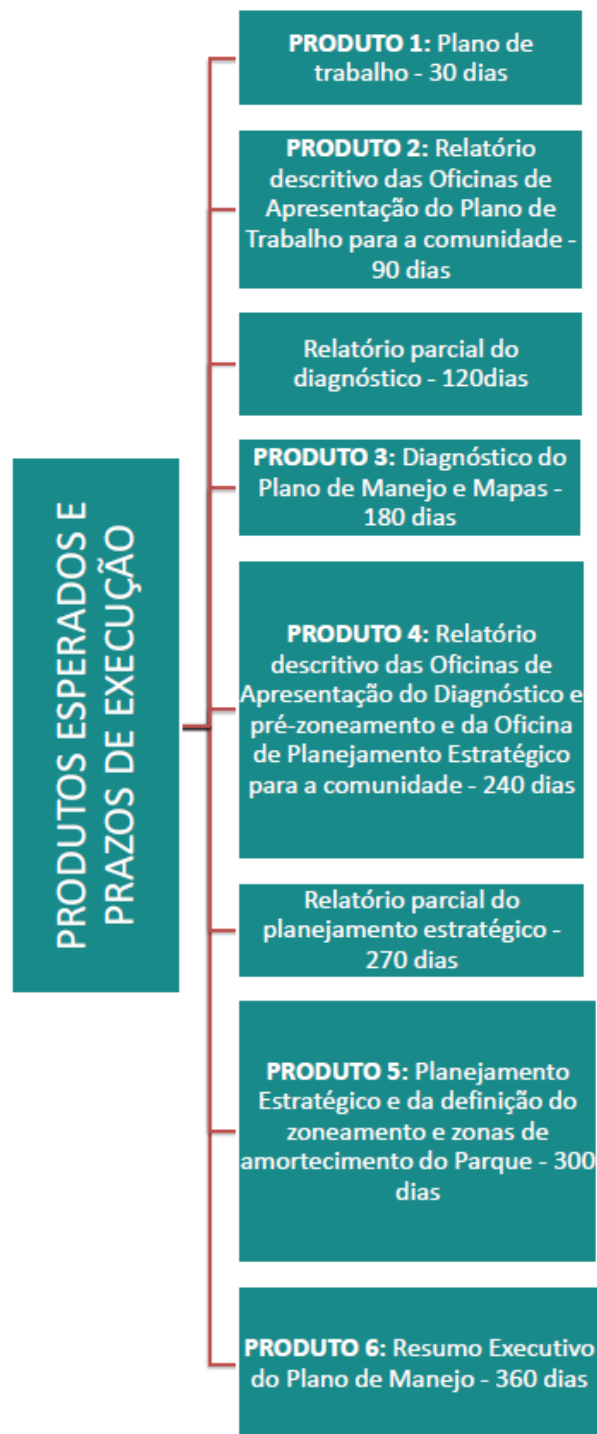 PRODUTOS ESPERADOS E
PRAZOS DE EXECUÇÃO
PRODUTO 1: Plano de
trabalho - 30 dias
PRODUTO 2: Relatório
descritivo das Oficinas de
Apresentação do Plano de
Trabalho para a comunidade -
90 dias
Relatório parcial do
diagnóstico - 120dias
PRODUTO 3: Diagnóstico do
Plano de Manejo e Mapas -
180 dias
PRODUTO 4: Relatório
descritivo das Oficinas de
Apresentação do Diagnóstico e
pré-zoneamento e da Oficina
de Planejamento Estratégico
para a comunidade - 240 dias
Relatório parcial do
planejamento estratégico -
270 dias
PRODUTO 5: Planejamento
Estratégico e da definição do
zoneamento e zonas de
amortecimento do Parque - 300
dias
PRODUTO 6: Resumo Executivo
do Plano de Manejo - 360 dias